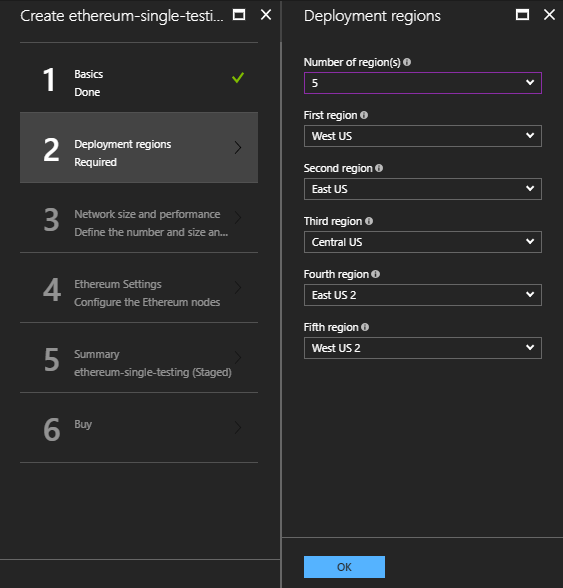 Create ethereum-single-testi...
1
Basics
Done
2
Deployment regions
Required
3
Network size and performance
Define the number and size an...
4
Ethereum Settings
Configure the Ethereum nodes
5
Summary
ethereum-single-testing (Staged)
6
Buy
Deployment regions
Number of region(s)
5
First region
West US
Second region
East US
Third region
Central US
Fourth region
East US 2
Fifth region
West US 2
OK